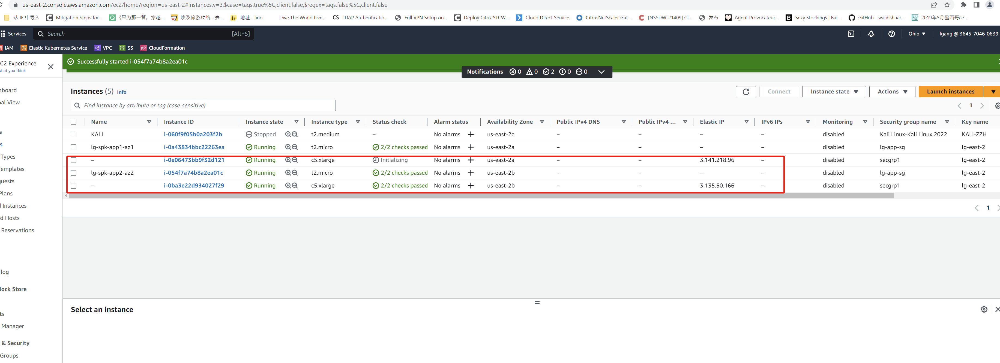 us-east-2.console.aws.amazon.com/ec2/home?region=us-east-2#Instances:v=3;$case=tags:true%5C,client:false;$regex=tags:false%5C,client:false
从 IE 中导入 Mitigation Steps for... 《只为那一瞥，穿越... 埃及旅游攻略 - 去... 地址 - lino Dive The World Live... CS LDAP Authenticatio... Full VPN Setup on... Deploy Citrix SD-W... Cloud Direct Service Citrix NetScaler Gat... [NSSDW-21409] Cl... 发布 Agent Provocateur... Sexy Stockings | Bar... GitHub - walidshaar... 2019年5月墨西哥ce...
Services Search [Alt+S] Ohio lgang @ 3645-7046-0639
IAM Elastic Kubernetes Service VPC S3 CloudFormation
C2 Experience
what you think
Successfully started i-054f7a74b8a2ea01c
Notifications 0 0 2 0 0
Instances (5) Info Connect Instance state Actions Launch instances
Find instance by attribute or tag (case-sensitive) 1
Name Instance ID Instance state Instance type Status check Alarm status Availability Zone Public IPv4 DNS Public IPv4 ... Elastic IP IPv6 IPs Monitoring Security group name Key name
KALI i-060f9f05b0a203f2b Stopped t2.medium – No alarms + us-east-2c – – – – disabled Kali Linux-Kali Linux 2022 KALI-ZZH
lg-spk-app1-az1 i-0a43834bbc22263ea Running t2.micro 2/2 checks passed No alarms + us-east-2a – – – – disabled lg-app-sg lg-east-2
– i-0e06473bb9f32d121 Running c5.xlarge Initializing No alarms + us-east-2a – – 3.141.218.96 – disabled secgrp1 lg-east-2
lg-spk-app2-az2 i-054f7a74b8a2ea01c Running t2.micro 2/2 checks passed No alarms + us-east-2b – – – – disabled lg-app-sg lg-east-2
– i-0ba3e22d934027f29 Running c5.xlarge 2/2 checks passed No alarms + us-east-2b – – 3.135.50.166 – disabled secgrp1 lg-east-2
1
Select an instance
hboard
bal View
s
s
Types
Templates
quests
Plans
d Instances
d Hosts
Reservations
log
lock Store
ts
Manager
& Security
Groups